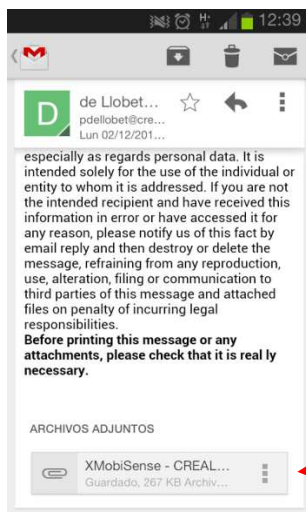 12:39
D
de Llobet...
pdellobet@cre...
Lun 02/12/201...
especially as regards personal data. It is
intended solely for the use of the individual or
entity to whom it is addressed. If you are not
the intended recipient and have received this
information in error or have accessed it for
any reason, please notify us of this fact by
email reply and then destroy or delete the
message, refraining from any reproduction,
use, alteration, filing or communication to
third parties of this message and attached
files on penalty of incurring legal
responsibilities.
Before printing this message or any
attachments, please check that it is real ly
necessary.
ARCHIVOS ADJUNTOS
XMobiSense - CREAL...
Guardado, 267 KB Archiv...